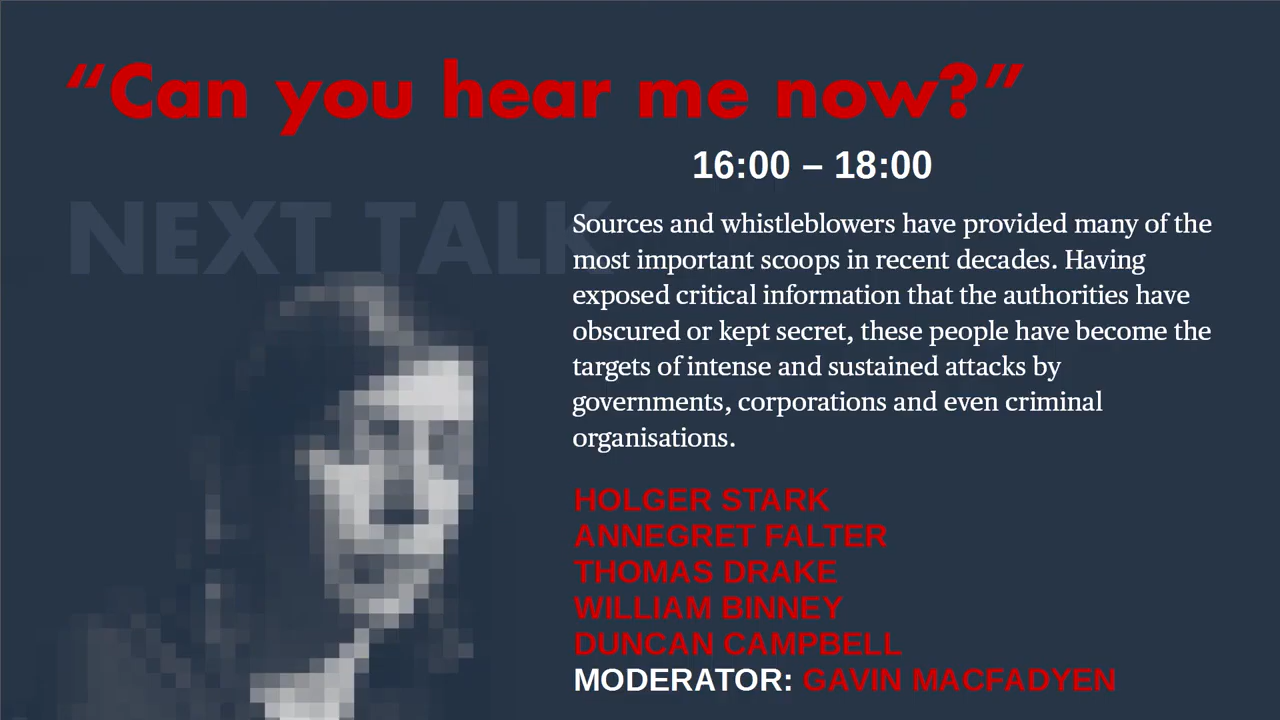 “Can you hear me now?”
16:00 – 18:00
NEXT TALK
Sources and whistleblowers have provided many of the
most important scoops in recent decades. Having
exposed critical information that the authorities have
obscured or kept secret, these people have become the
targets of intense and sustained attacks by
governments, corporations and even criminal
organisations.
HOLGER STARK
ANNEGRET FALTER
THOMAS DRAKE
WILLIAM BINNEY
DUNCAN CAMPBELL
MODERATOR: GAVIN MACFADYEN